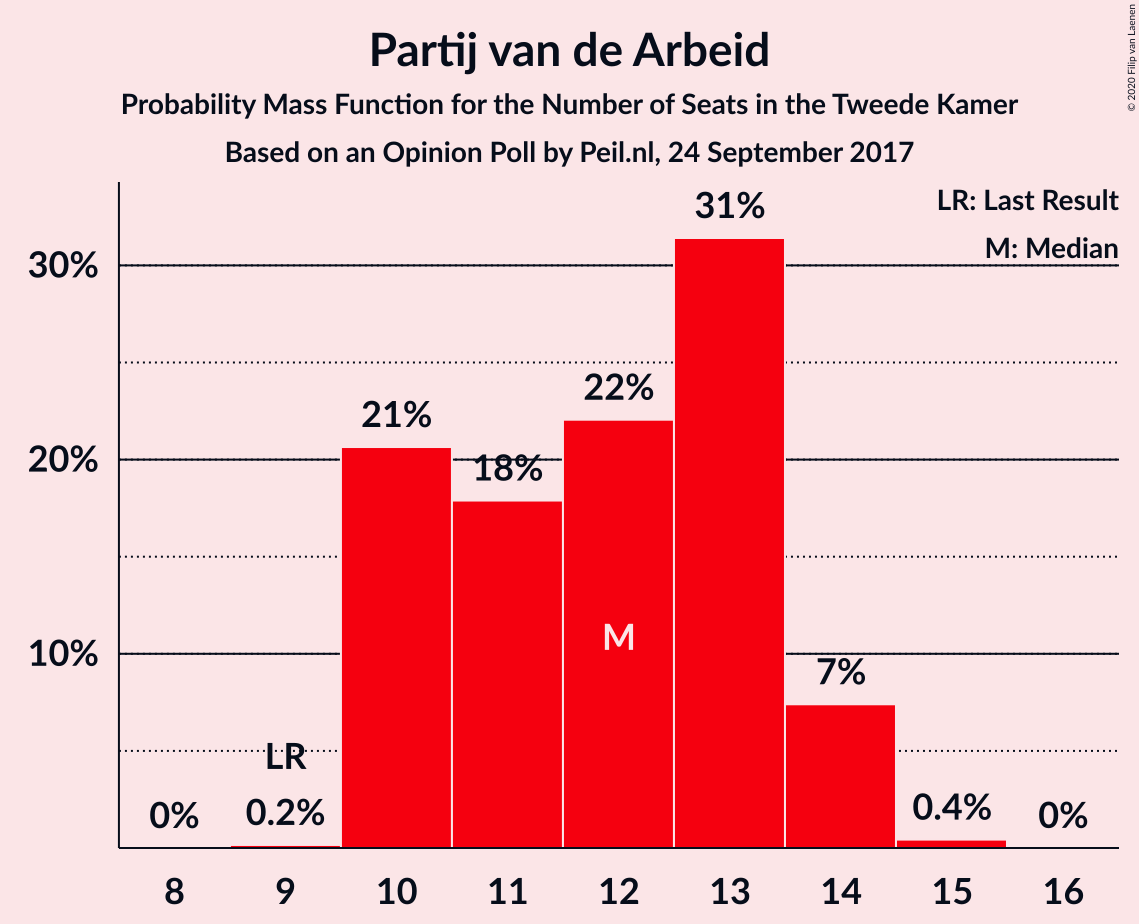 Partij van de Arbeid
Probability Mass Function for the Number of Seats in the Tweede Kamer
Based on an Opinion Poll by Peil.nl, 24 September 2017
© 2020 Filip van Laenen
LR: Last Result
M: Median
30%
20%
10%
0%
LR
0.2%
21%
18%
22%
M
31%
7%
0.4%
0%
8 9 10 11 12 13 14 15 16